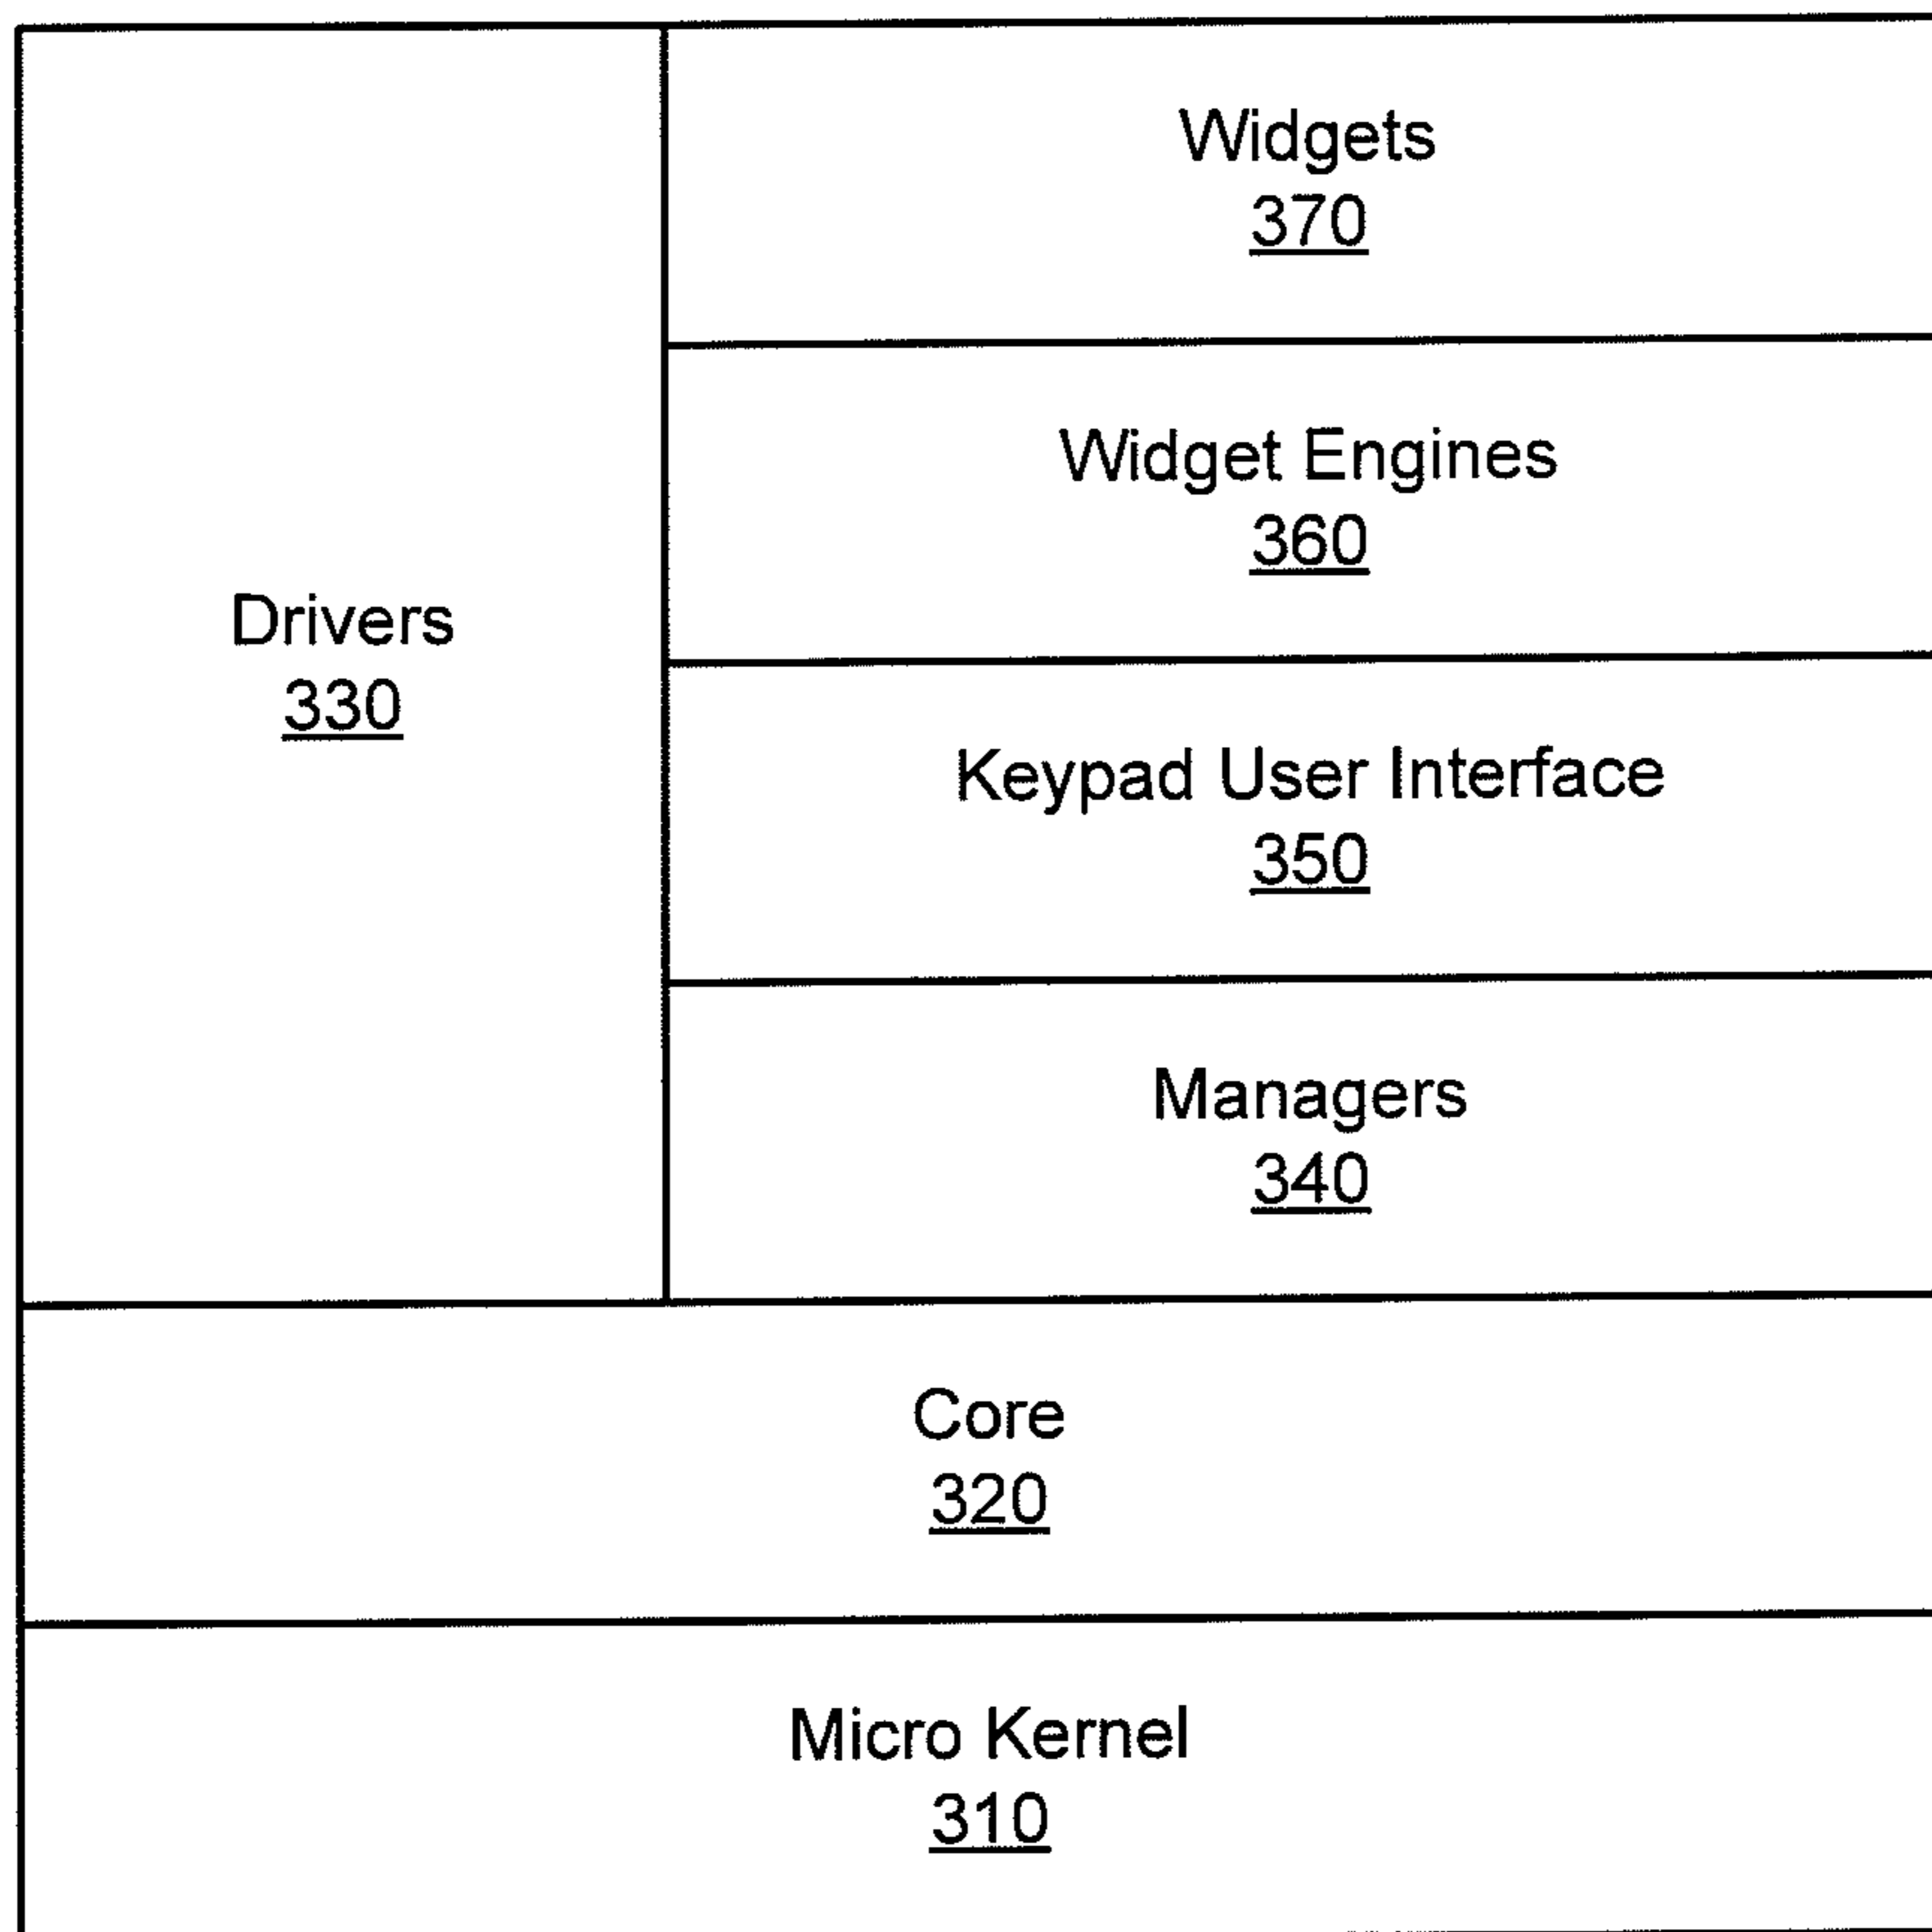 Drivers
330
Widgets
370
Widget Engines
360
Keypad User Interface
350
Managers
340
Core
320
Micro Kernel
310